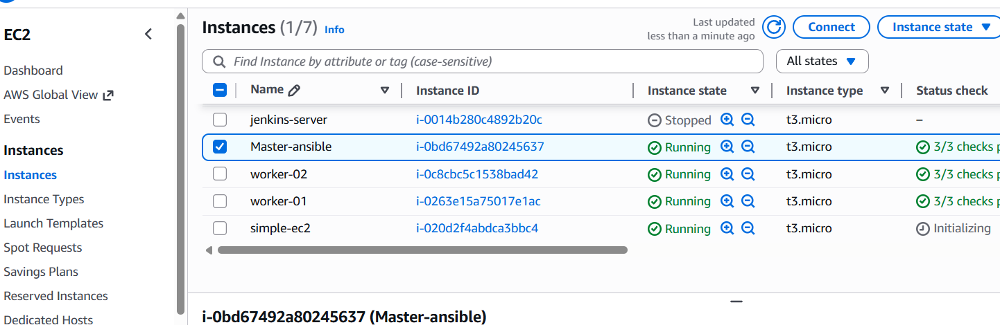 EC2
Dashboard
AWS Global View
Events
Instances
Instances
Instance Types
Launch Templates
Spot Requests
Savings Plans
Reserved Instances
Dedicated Hosts
Instances (1/7) Info
Last updated
less than a minute ago
Connect
Instance state
Find Instance by attribute or tag (case-sensitive)
All states
Name Instance ID Instance state Instance type Status check
jenkins-server i-0014b280c4892b20c Stopped t3.micro –
Master-ansible i-0bd67492a80245637 Running t3.micro 3/3 checks p
worker-02 i-0c8cbc5c1538bad42 Running t3.micro 3/3 checks p
worker-01 i-0263e15a75017e1ac Running t3.micro 3/3 checks p
simple-ec2 i-020d2f4abdca3bbc4 Running t3.micro Initializing
i-0bd67492a80245637 (Master-ansible)